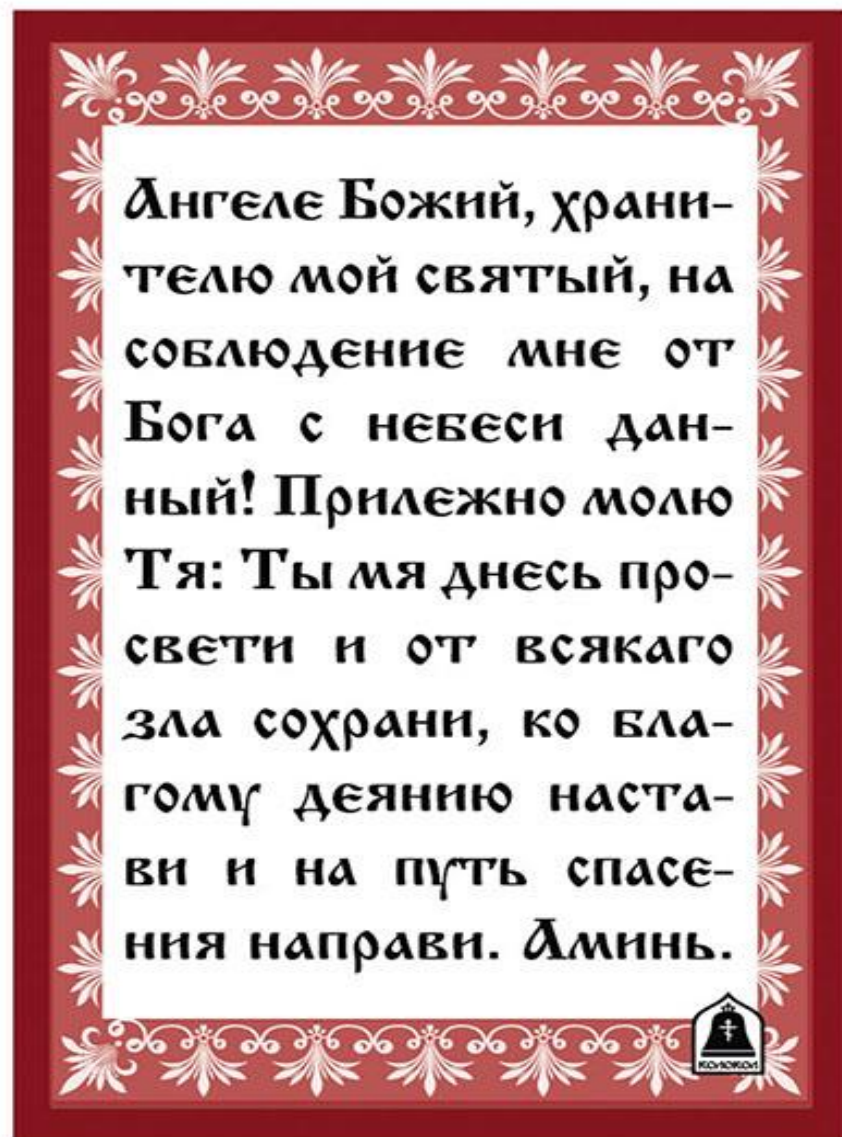 Ангеле Божий, храни-
телю мой святый, на
соблюдение мне от
Бога с небеси дан-
ный! Прилежно молю
Тя: Ты мя днесь про-
свети и от всякаго
зла сохрани, ко бла-
гому деянию наста-
ви и на путь спасе-
ния направи. Аминь.
КОЛОКОЛ